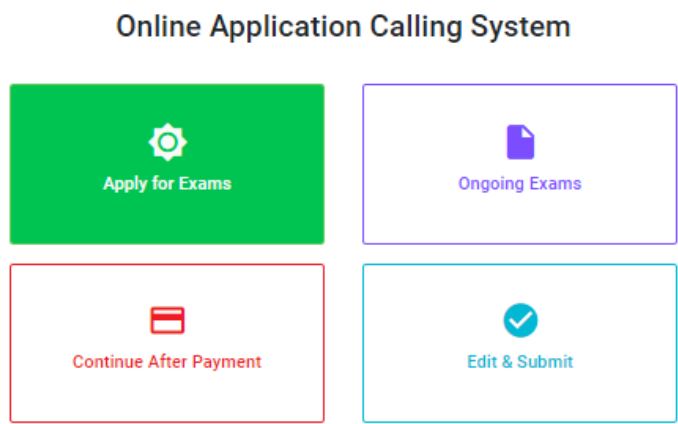 Online Application Calling System
Apply for Exams
Ongoing Exams
Continue After Payment
Edit & Submit